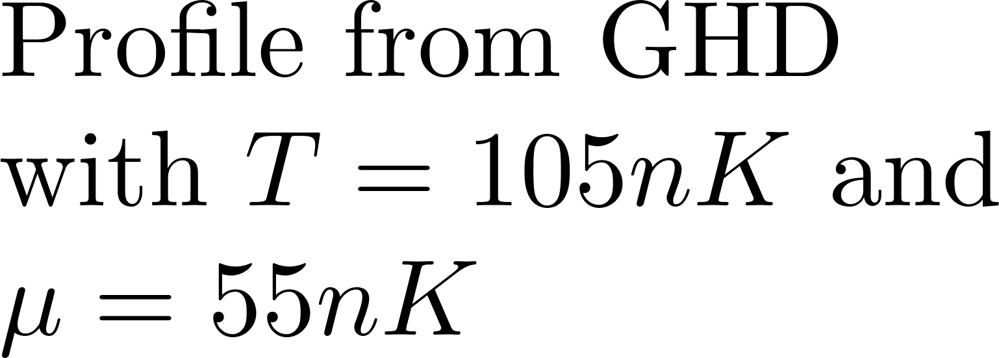 Profile from GHD
with T = 105nK and
μ = 55nK